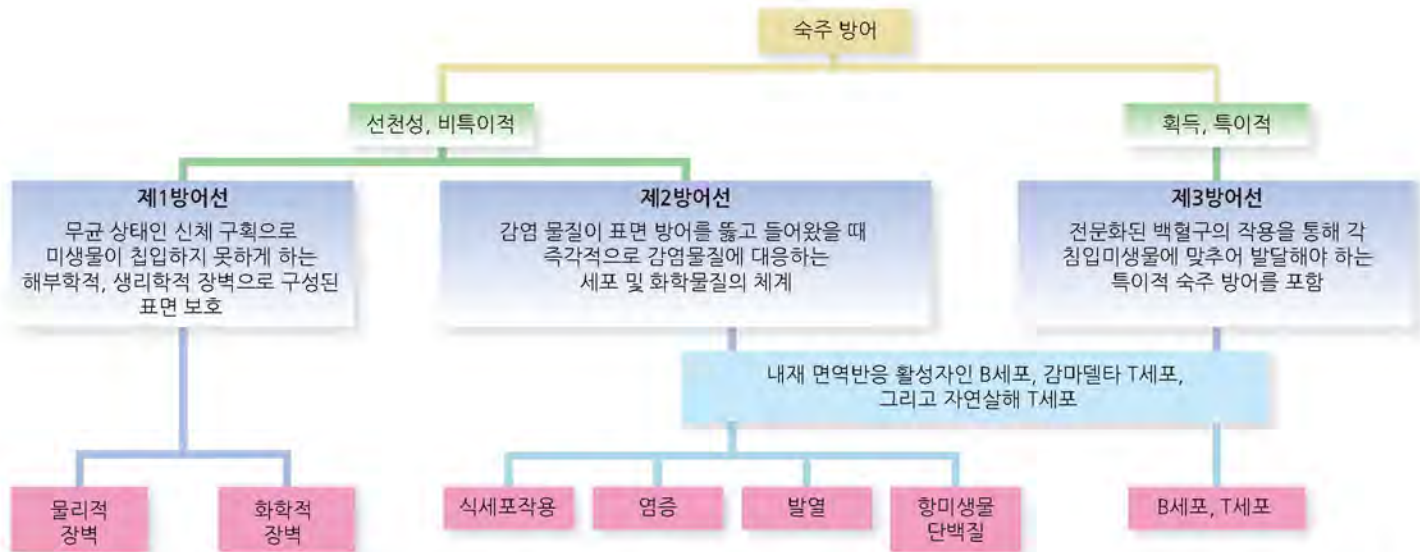 숙주 방어
선천성, 비특이적
획득, 특이적
제1방어선
무균 상태인 신체 구획으로
미생물이 칩입하지 못하게 하는
해부학적, 생리학적 장벽으로 구성된
표면 보호
제2방어선
감염 물질이 표면 방어를 뚫고 들어왔을 때
즉각적으로 감염물질에 대응하는
세포 및 화학물질의 체계
제3방어선
전문화된 백혈구의 작용을 통해 각
침입미생물에 맞추어 발달해야 하는
특이적 숙주 방어를 포함
내재 면역반응 활성자인 B세포, 감마델타 T세포,
그리고 자연살해 T세포
물리적
장벽
화학적
장벽
식세포작용
염증
발열
항미생물
단백질
B세포, T세포